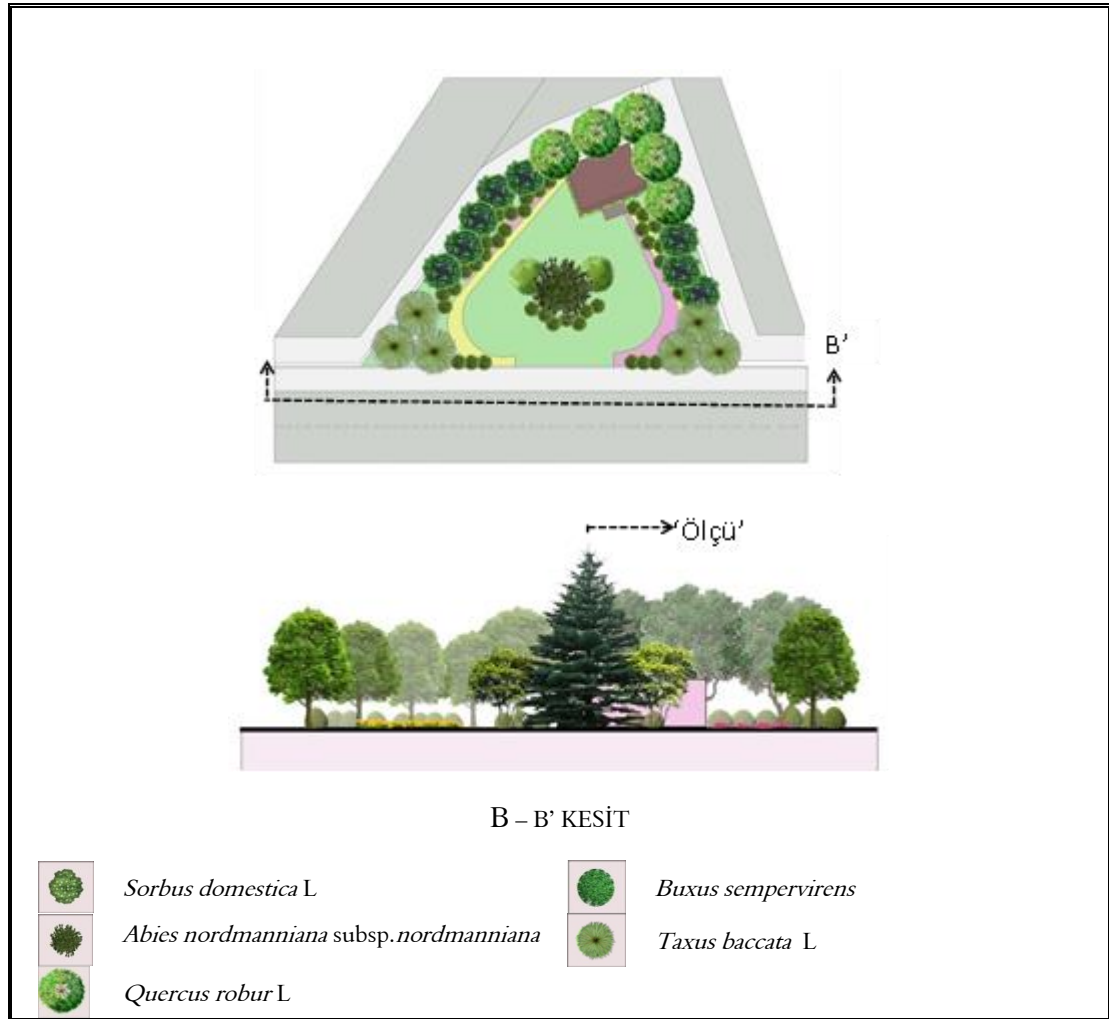 B’
‘Ölçü’
B – B’ KESİT
Sorbus domestica L
Buxus sempervirens
Abies nordmanniana subsp.nordmanniana
Taxus baccata L
Quercus robur L